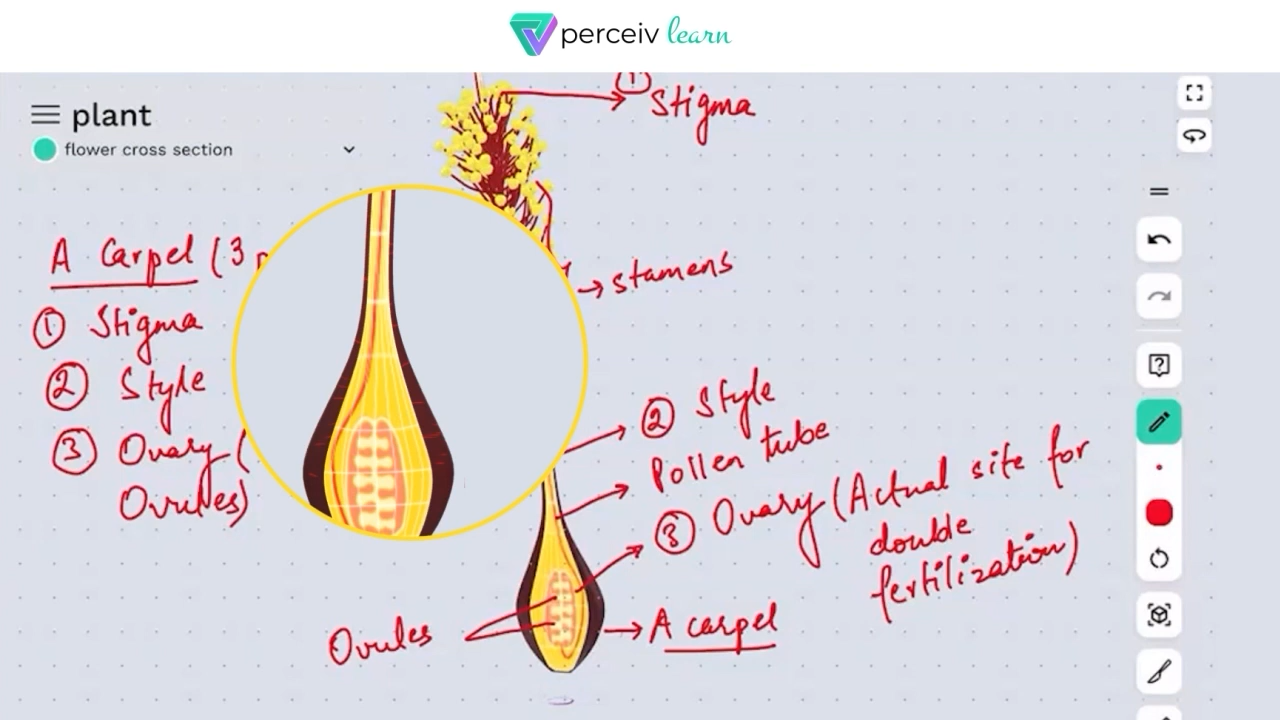 perceiv learn
plant
flower cross section
① Stigma
A Carpel (3
① Stigma
② Style
③ Ovary (
Ovules)
→ stamens
② Style
Pollen tube
③ Ovary (Actual site for
double
fertilization)
Ovules
→ A carpel